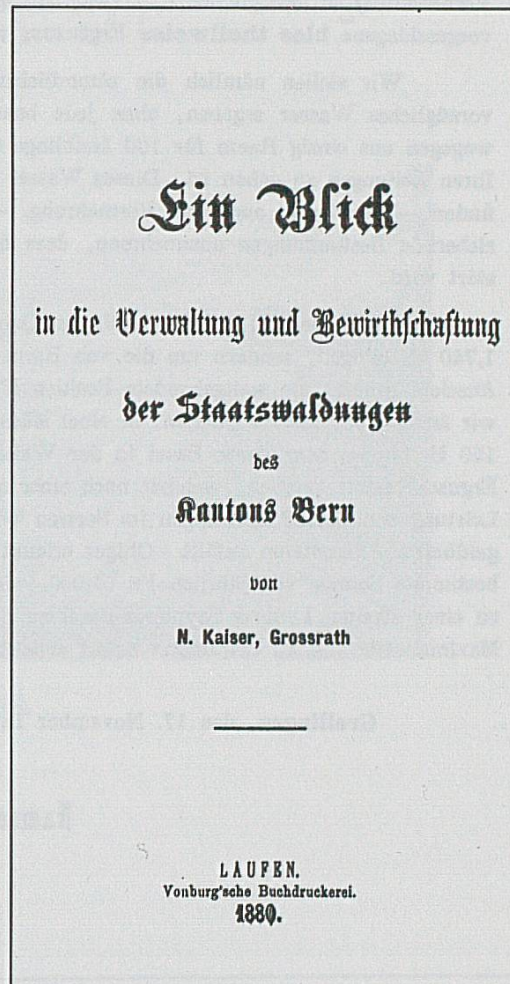 Ein Blick
in die Verwaltung und Bewirthschaftung
der Staatswaldungen
des
Kantons Bern
von
N. Kaiser, Grossrath
LAUFEN.
Vonburg'sche Buchdruckerei.
1880.